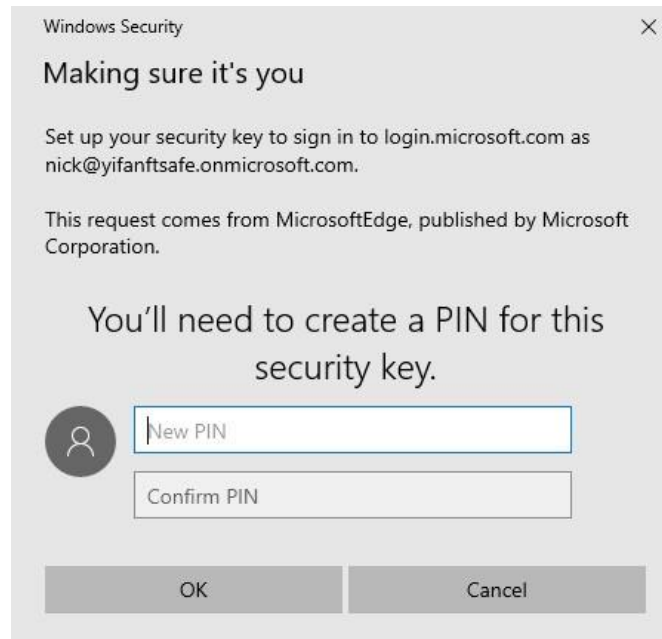 Windows Security
Making sure it's you
Set up your security key to sign in to login.microsoft.com as
nick@yifanftsafe.onmicrosoft.com.
This request comes from MicrosoftEdge, published by Microsoft
Corporation.
You'll need to create a PIN for this
security key.
New PIN
Confirm PIN
OK
Cancel